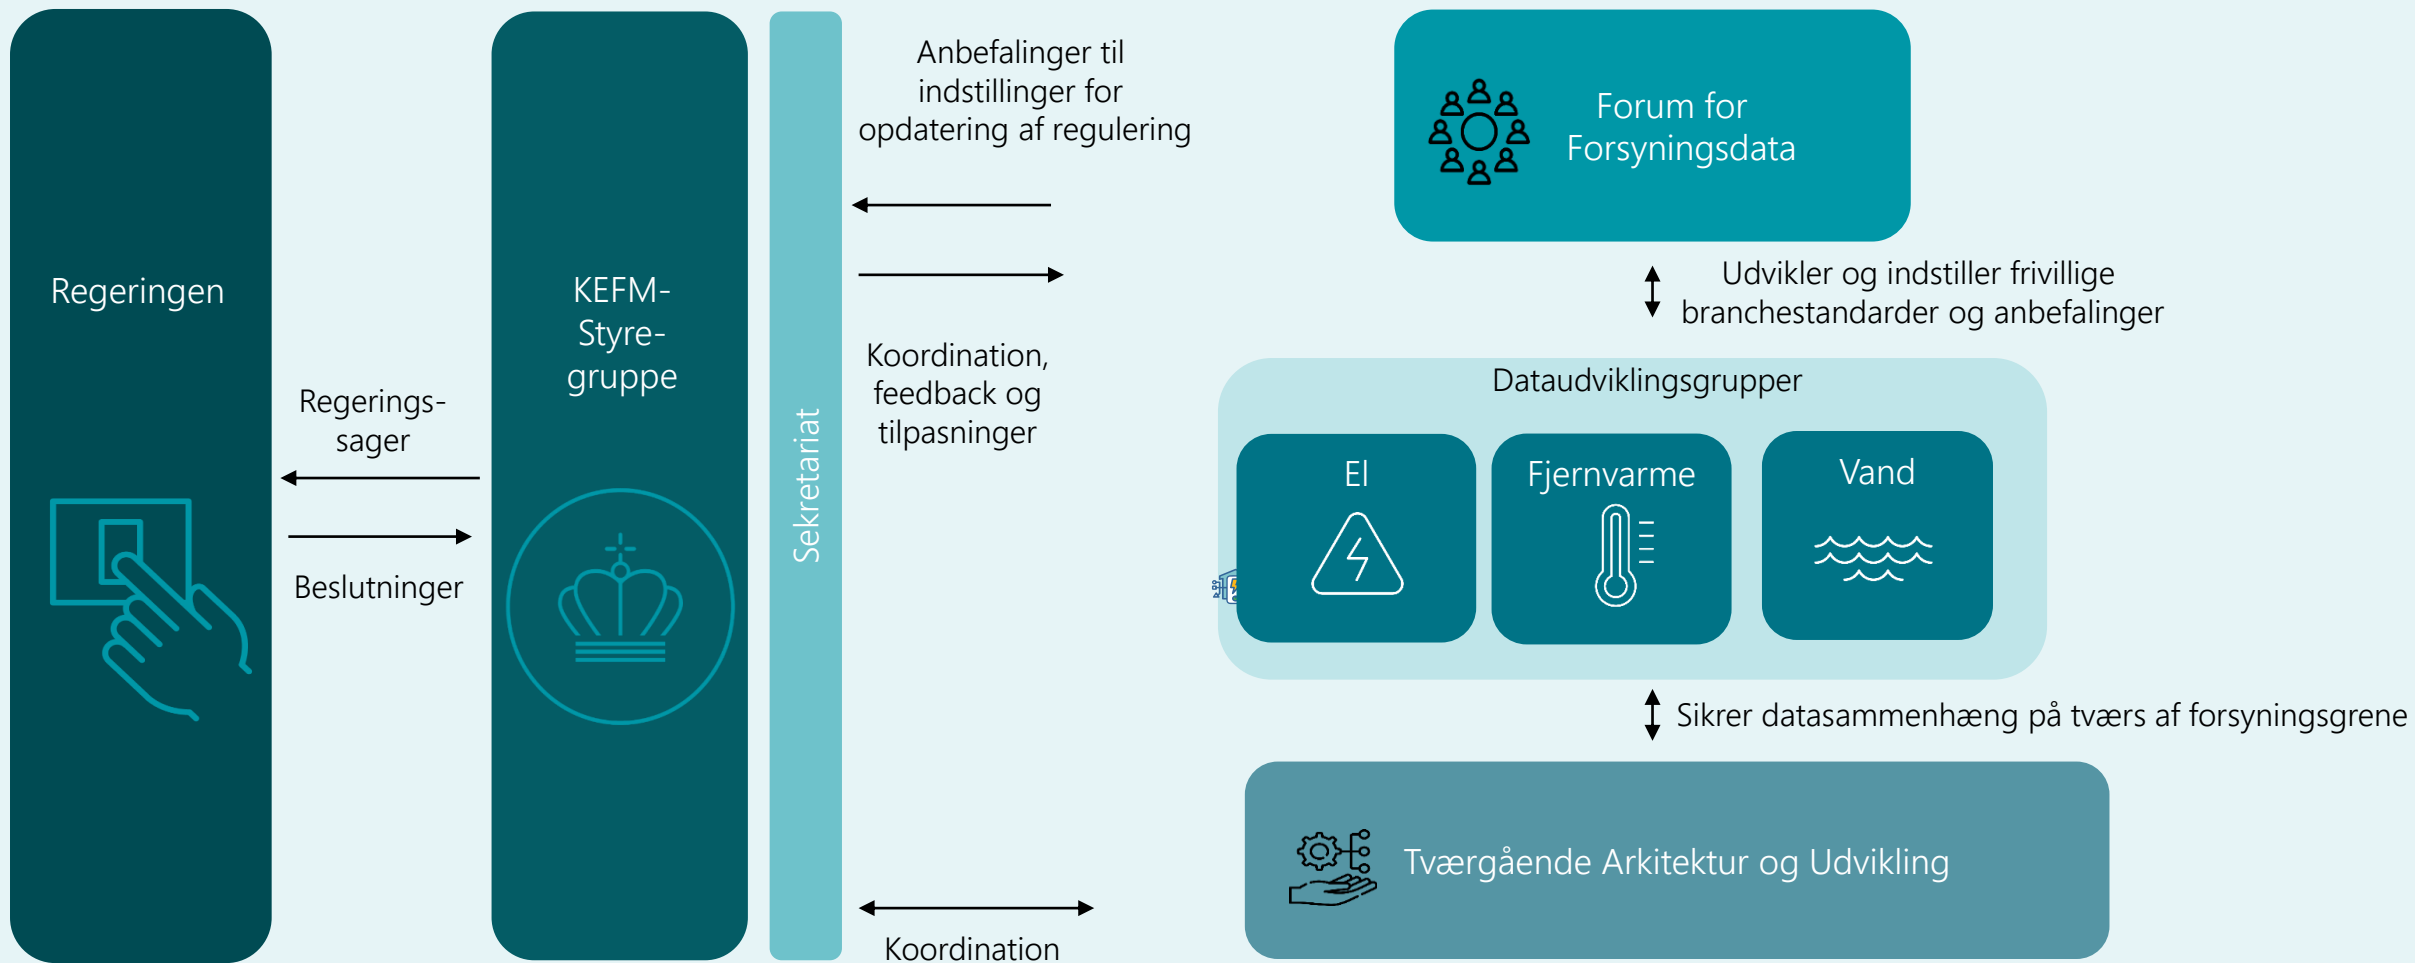 Regeringen
Regerings-
sager
Beslutninger
KEFM-
Styre-
gruppe
Sekretariat
Anbefalinger til
indstillinger for
opdatering af regulering
Koordination,
feedback og
tilpasninger
Koordination
Forum for
Forsyningsdata
Udvikler og indstiller frivillige
branchestandarder og anbefalinger
Dataudviklingsgrupper
El
Fjernvarme
Vand
Sikrer datasammenhæng på tværs af forsyningsgrene
Tværgående Arkitektur og Udvikling